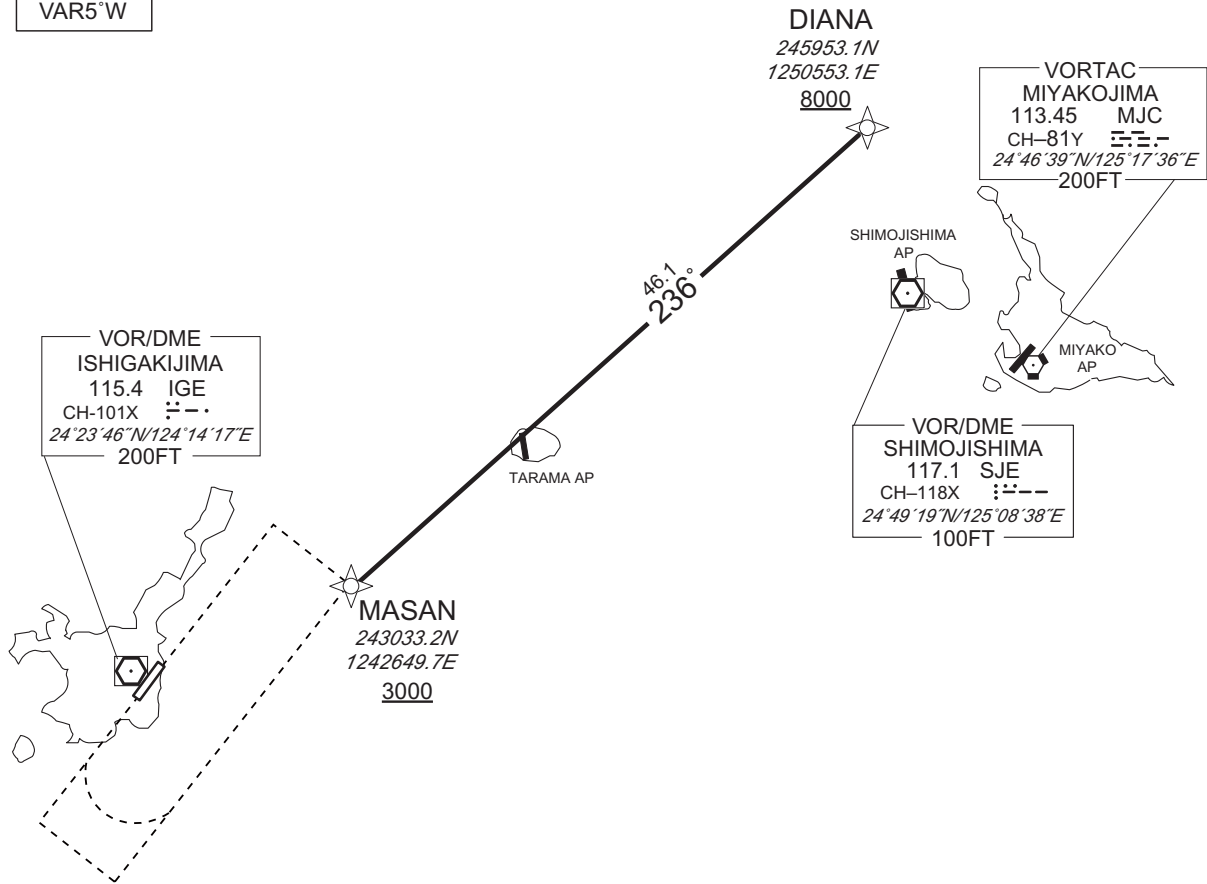 VAR5°W
DIANA
245953.1N
1250553.1E
8000
VORTAC
MIYAKOJIMA
113.45 MJC
CH–81Y
24°46´39˝N/125°17´36˝E
200FT
SHIMOJISHIMA
AP
46.1
236°
MIYAKO
AP
VOR/DME
ISHIGAKIJIMA
115.4 IGE
CH-101X
24°23´46˝N/124°14´17˝E
200FT
TARAMA AP
VOR/DME
SHIMOJISHIMA
117.1 SJE
CH–118X
24°49´19˝N/125°08´38˝E
100FT
MASAN
243033.2N
1242649.7E
3000